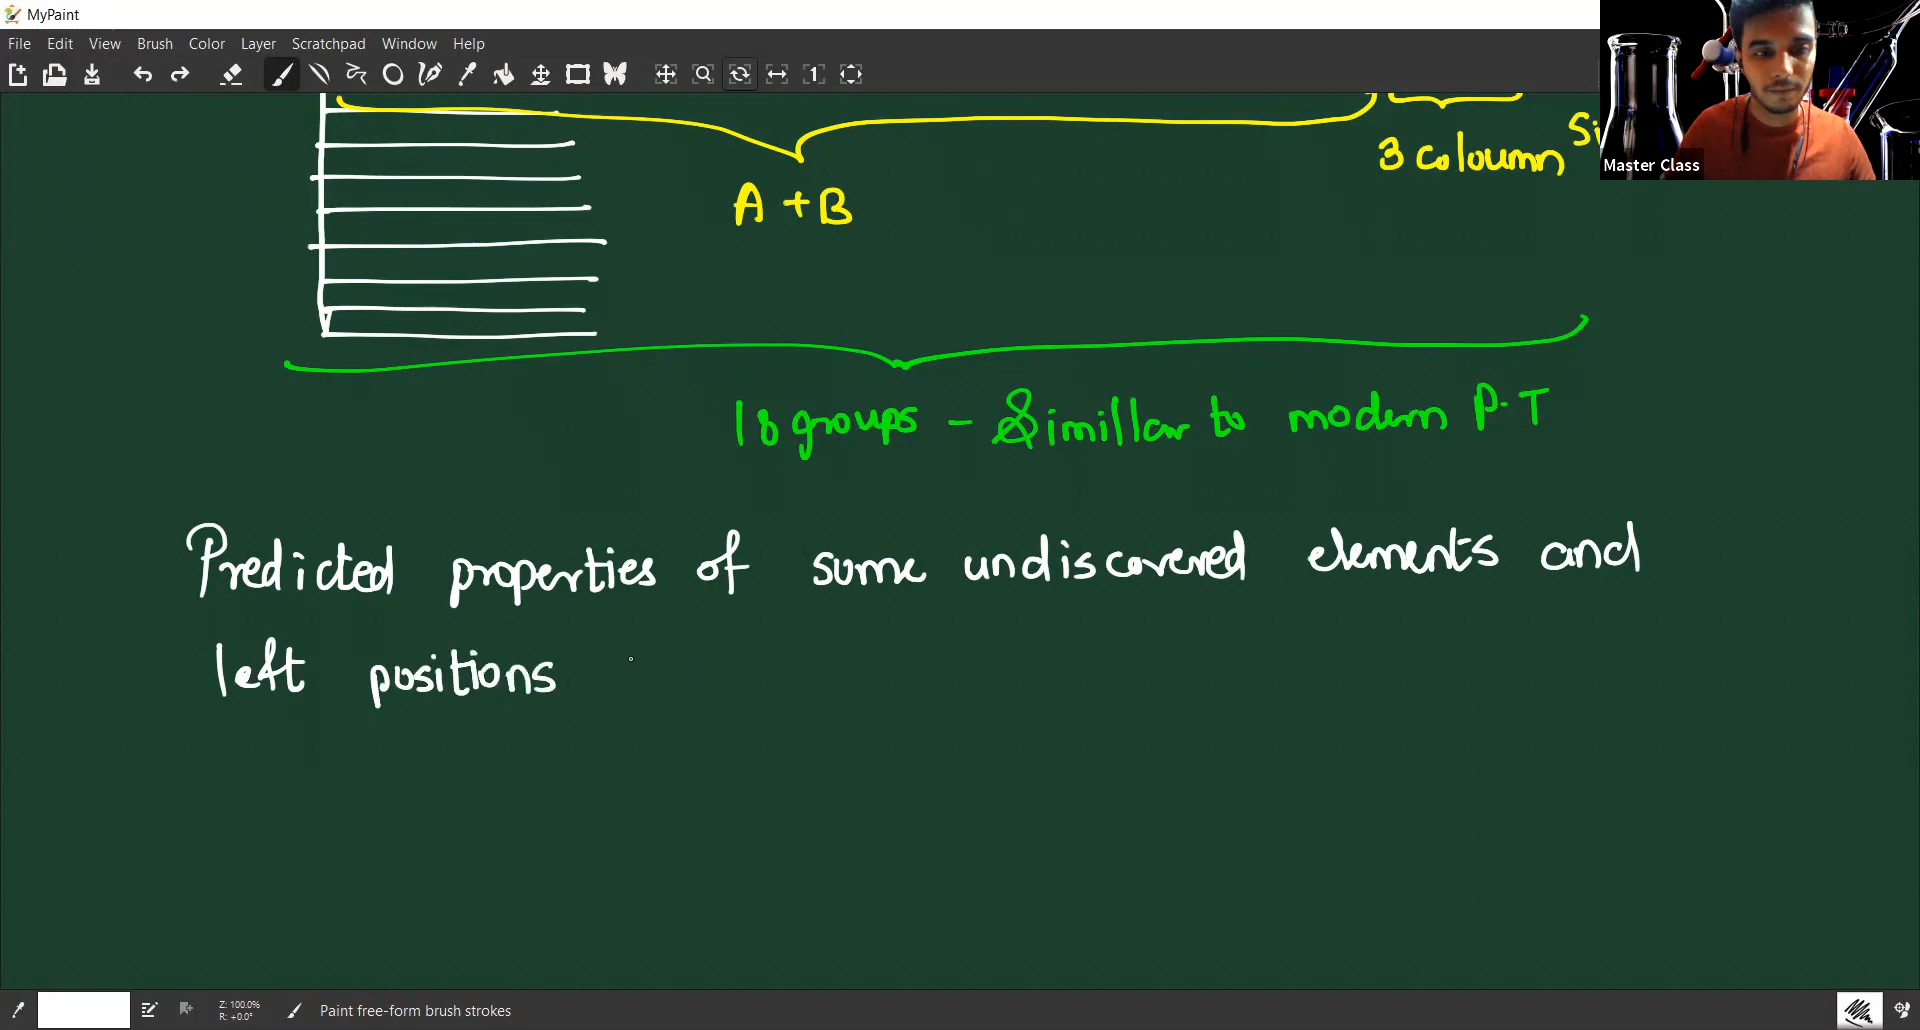 MyPaint
File Edit View Brush Color Layer Scratchpad Window Help
Master Class
3 coloumn
A + B
18 groups - Simillar to modern P.T
Predicted properties of some undiscovered elements and
left positions
Z: 100.0%
R: +0.0°
Paint free-form brush strokes